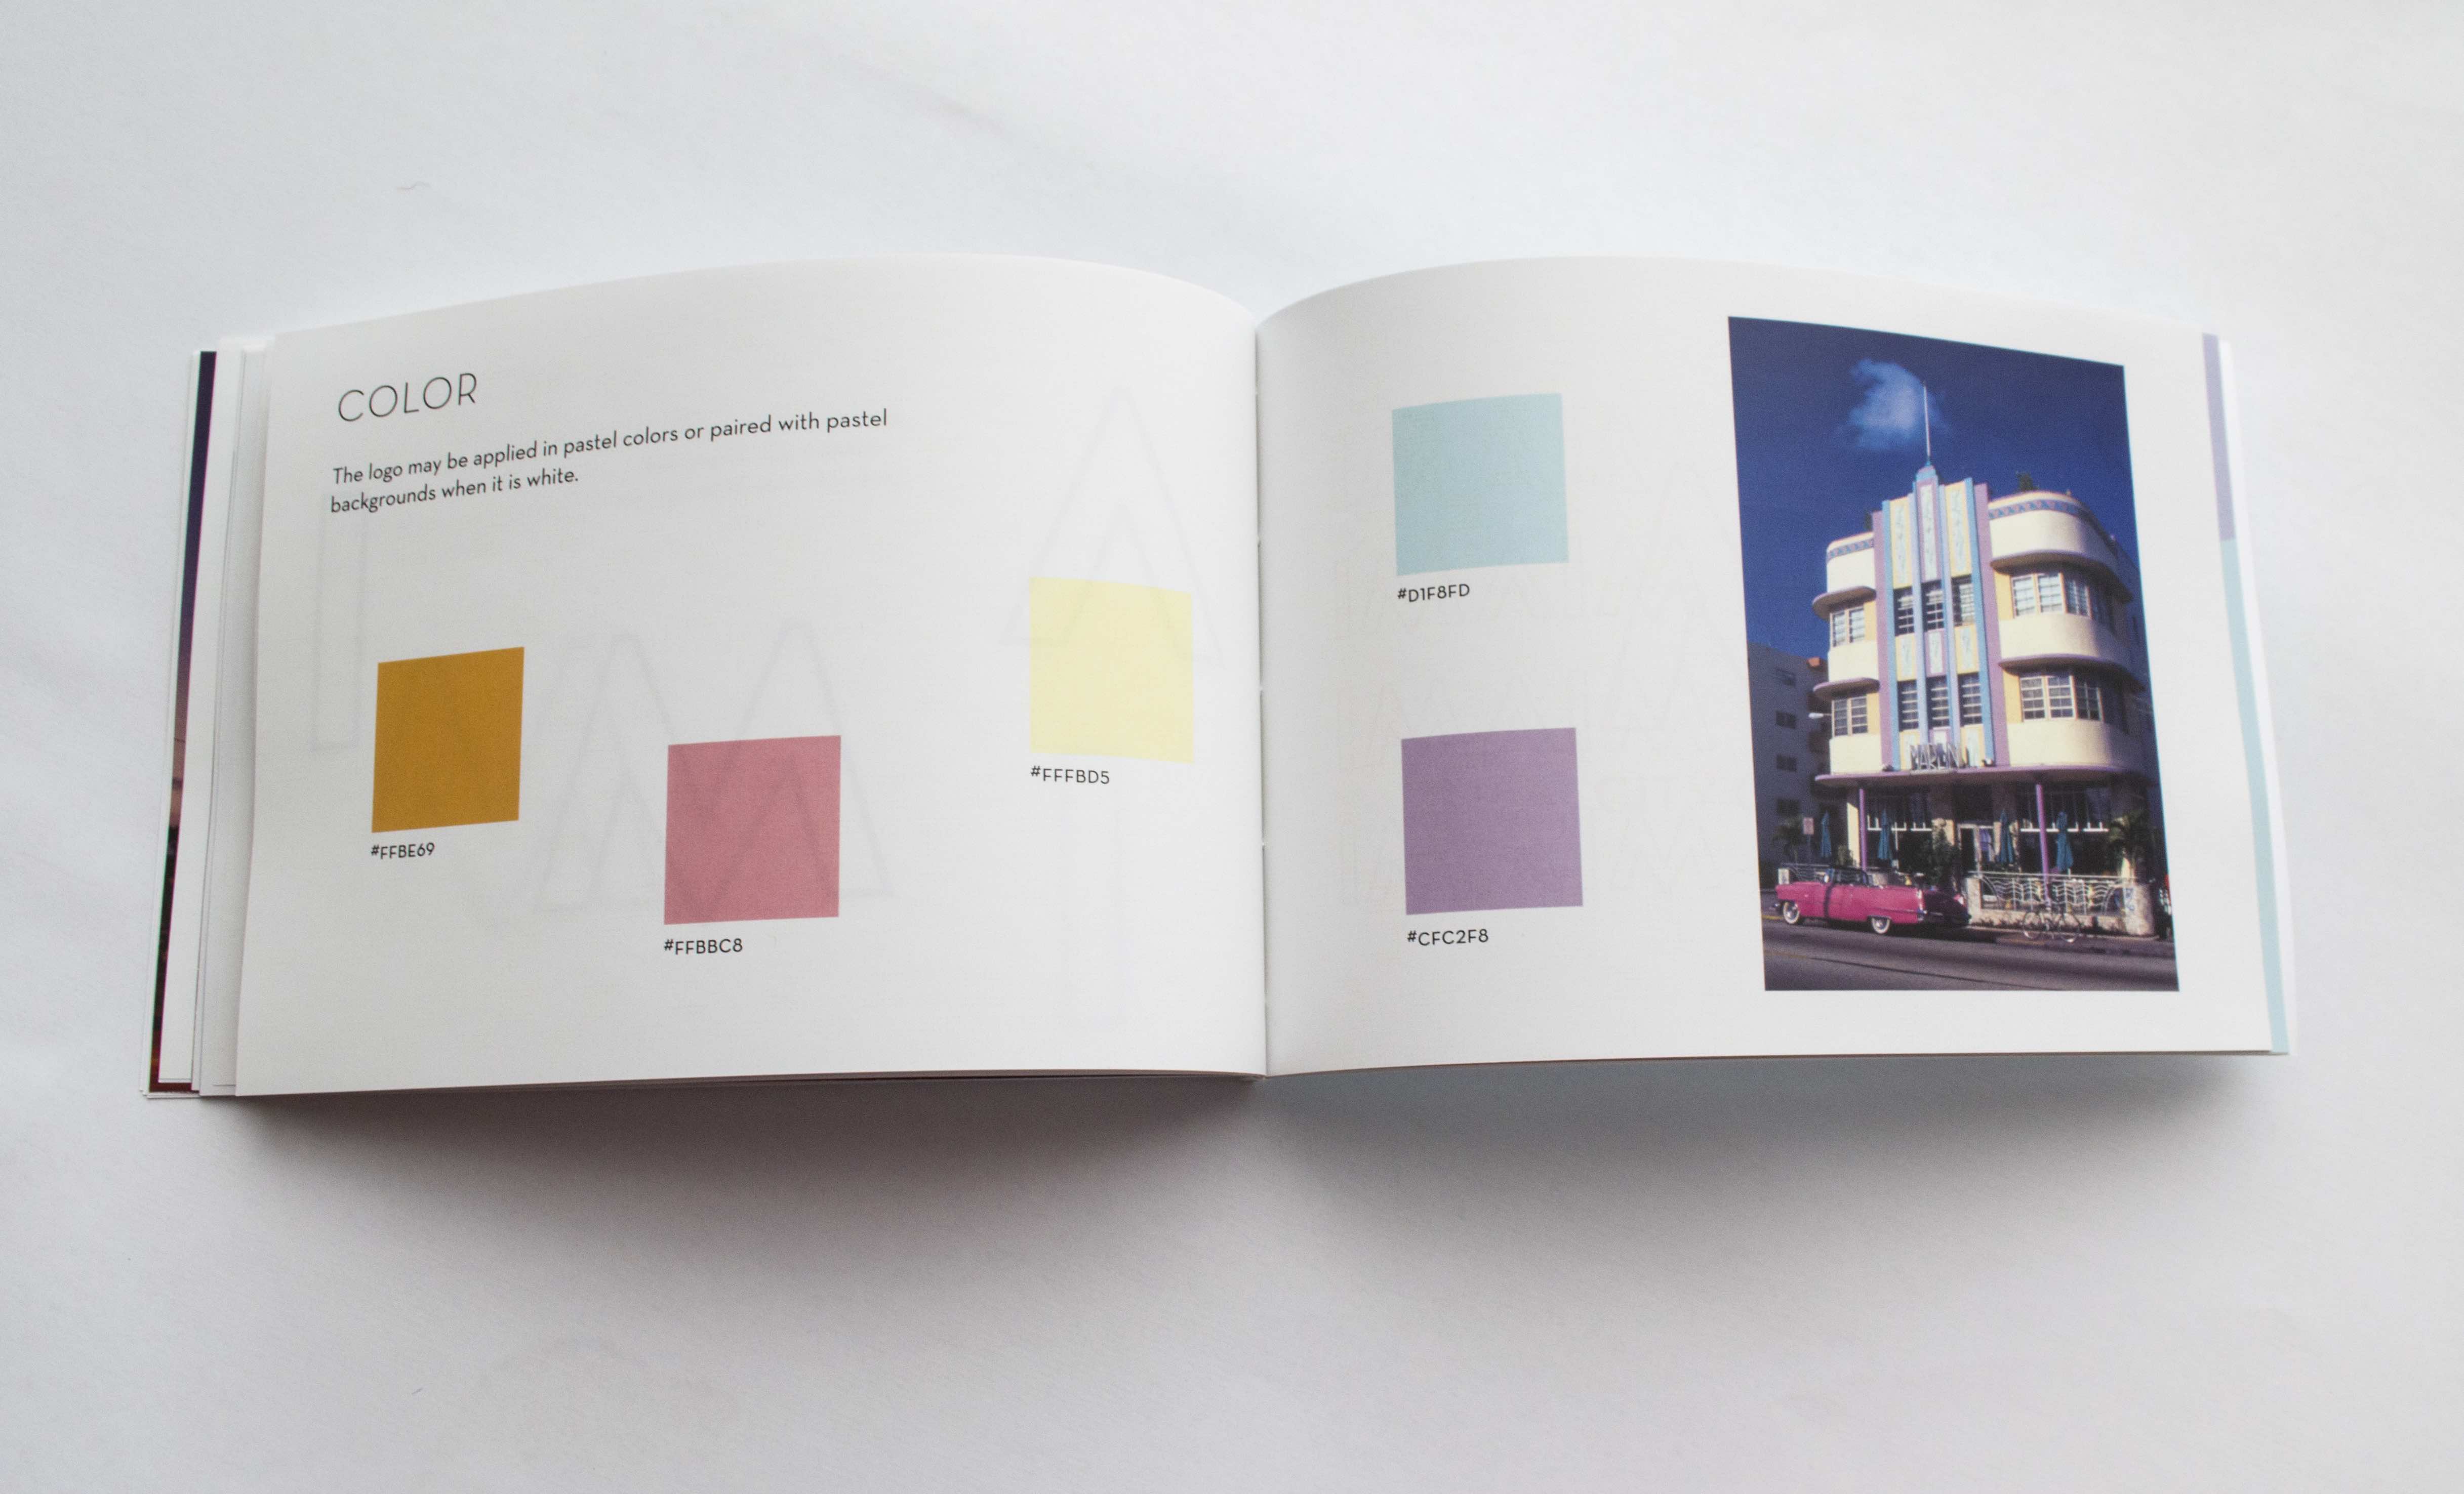 COLOR
The logo may be applied in pastel colors or paired with pastel
backgrounds when it is white.
#FFBE69
#FFBBC8
#FFFBD5
#D1F8FD
#CFC2F8